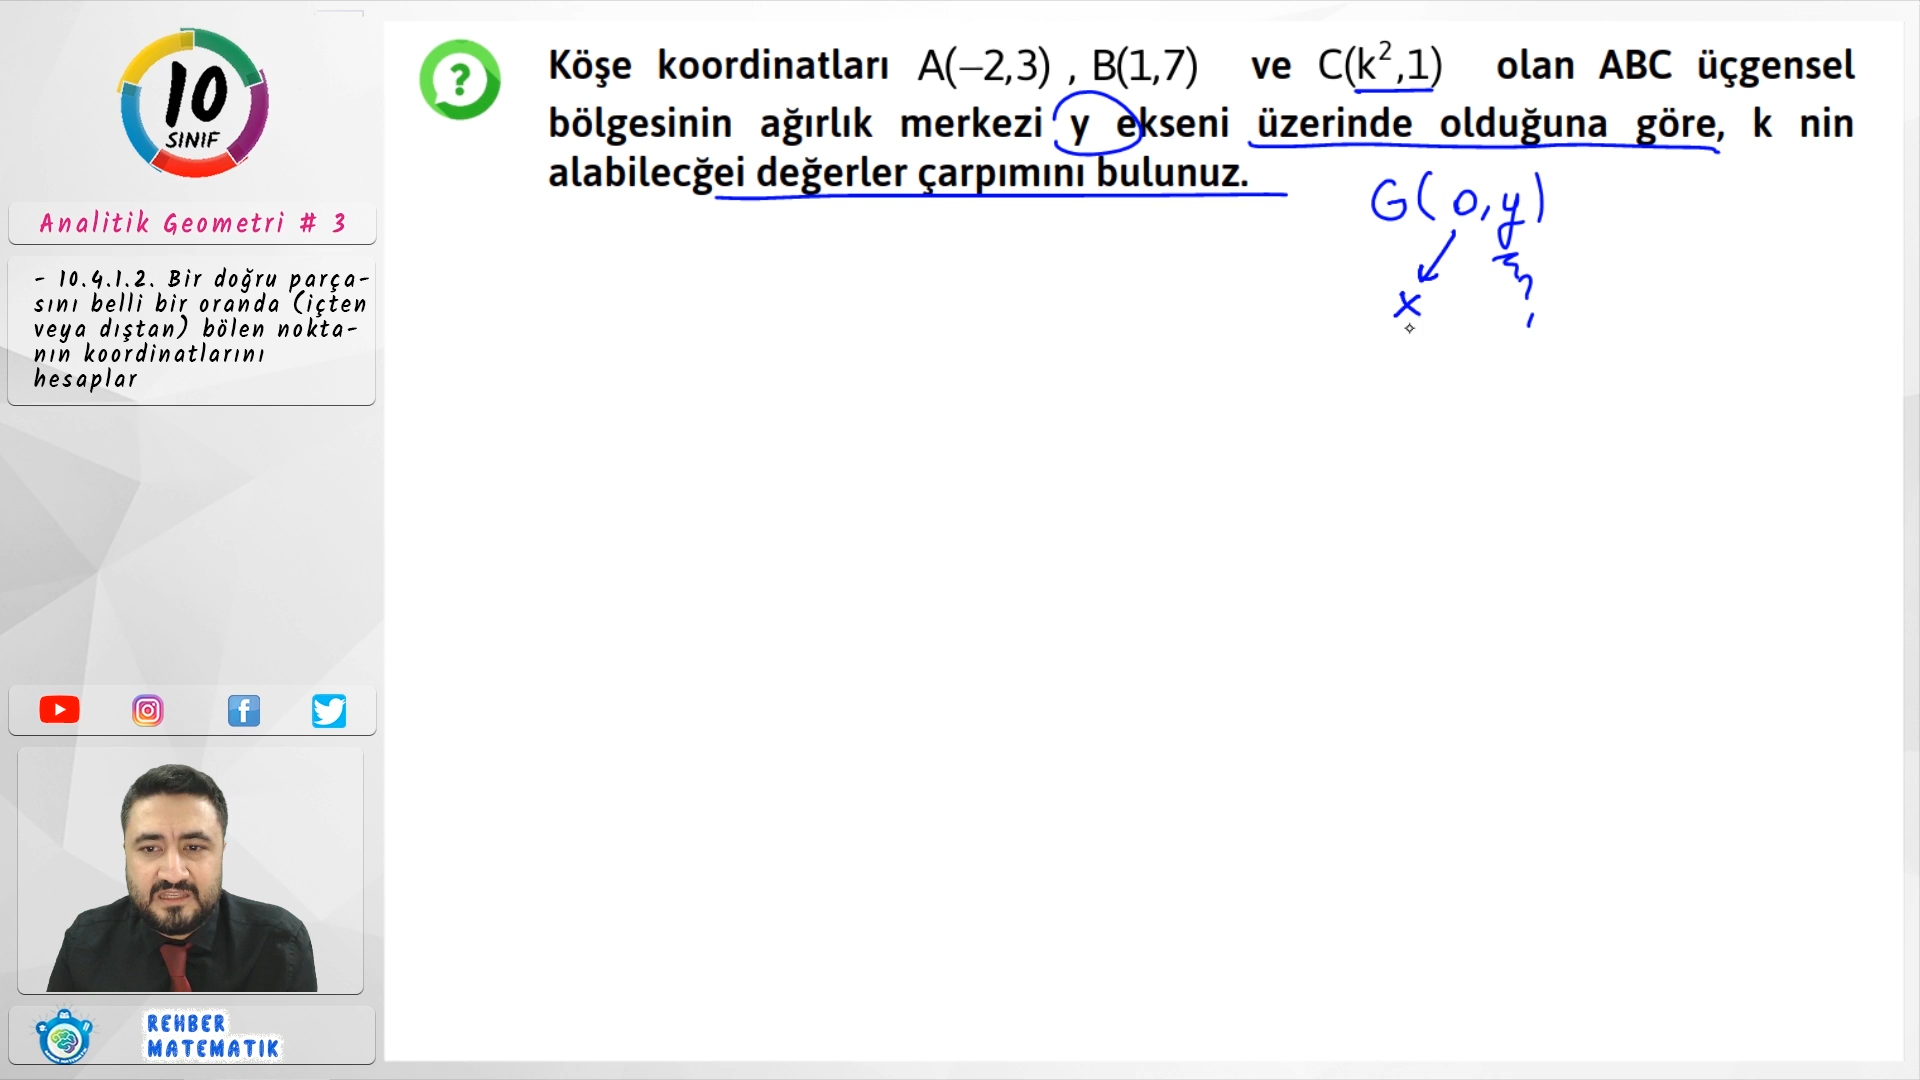 10
SINIF
Analitik Geometri # 3
- 10.4.1.2. Bir doğru parça-
sını belli bir oranda (içten
veya dıştan) bölen nokta-
nın koordinatlarını
hesaplar
Köşe koordinatları A(−2,3) , B(1,7) ve C(k²,1) olan ABC üçgensel
bölgesinin ağırlık merkezi y ekseni üzerinde olduğuna göre, k nin
alabilecğei değerler çarpımını bulunuz.
G(0,y)
x
REHBER
MATEMATIK